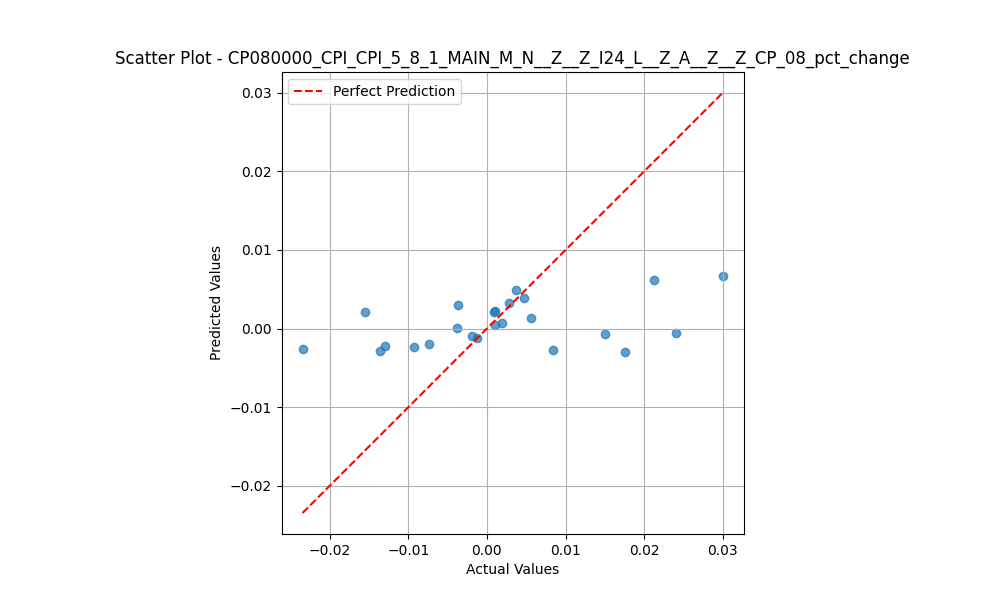 Scatter Plot - CP080000_CPI_CPI_5_8_1_MAIN_M_N__Z__Z_I24_L__Z_A__Z__Z_CP_08_pct_change
Perfect Prediction
0.03
0.02
0.01
0.00
−0.01
−0.02
Predicted Values
−0.02 −0.01 0.00 0.01 0.02 0.03
Actual Values